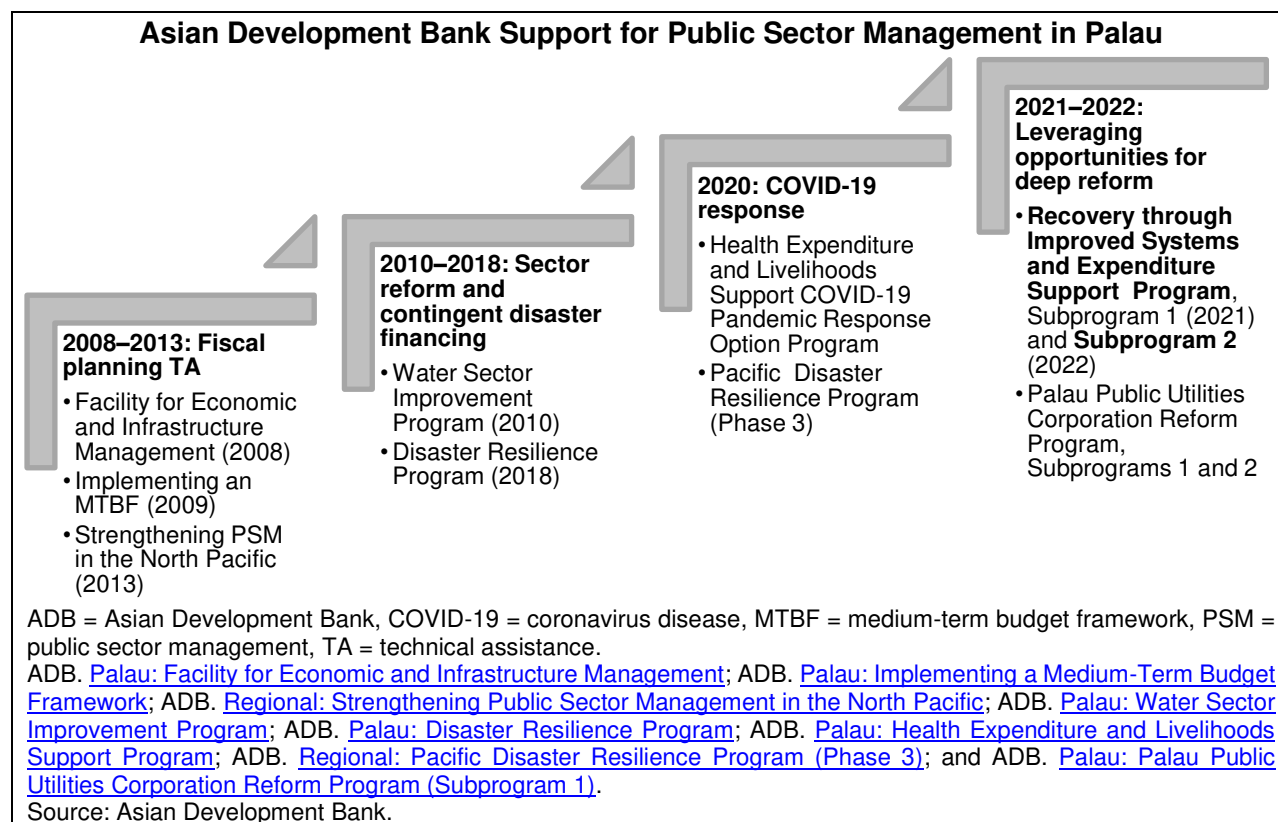 Asian Development Bank Support for Public Sector Management in Palau
2008–2013: Fiscal
planning TA
•Facility for Economic
and Infrastructure
Management (2008)
•Implementing an
MTBF (2009)
•Strengthening PSM
in the North Pacific
(2013)
2010–2018: Sector
reform and
contingent disaster
financing
•Water Sector
Improvement
Program (2010)
•Disaster Resilience
Program (2018)
2020: COVID-19
response
•Health Expenditure
and Livelihoods
Support COVID-19
Pandemic Response
Option Program
•Pacific Disaster
Resilience Program
(Phase 3)
2021–2022:
Leveraging
opportunities for
deep reform
•Recovery through
Improved Systems
and Expenditure
Support Program,
Subprogram 1 (2021)
and Subprogram 2
(2022)
•Palau Public Utilities
Corporation Reform
Program,
Subprograms 1 and 2
ADB = Asian Development Bank, COVID-19 = coronavirus disease, MTBF = medium-term budget framework, PSM =
public sector management, TA = technical assistance.
ADB. Palau: Facility for Economic and Infrastructure Management; ADB. Palau: Implementing a Medium-Term Budget
Framework; ADB. Regional: Strengthening Public Sector Management in the North Pacific; ADB. Palau: Water Sector
Improvement Program; ADB. Palau: Disaster Resilience Program; ADB. Palau: Health Expenditure and Livelihoods
Support Program; ADB. Regional: Pacific Disaster Resilience Program (Phase 3); and ADB. Palau: Palau Public
Utilities Corporation Reform Program (Subprogram 1).
Source: Asian Development Bank.